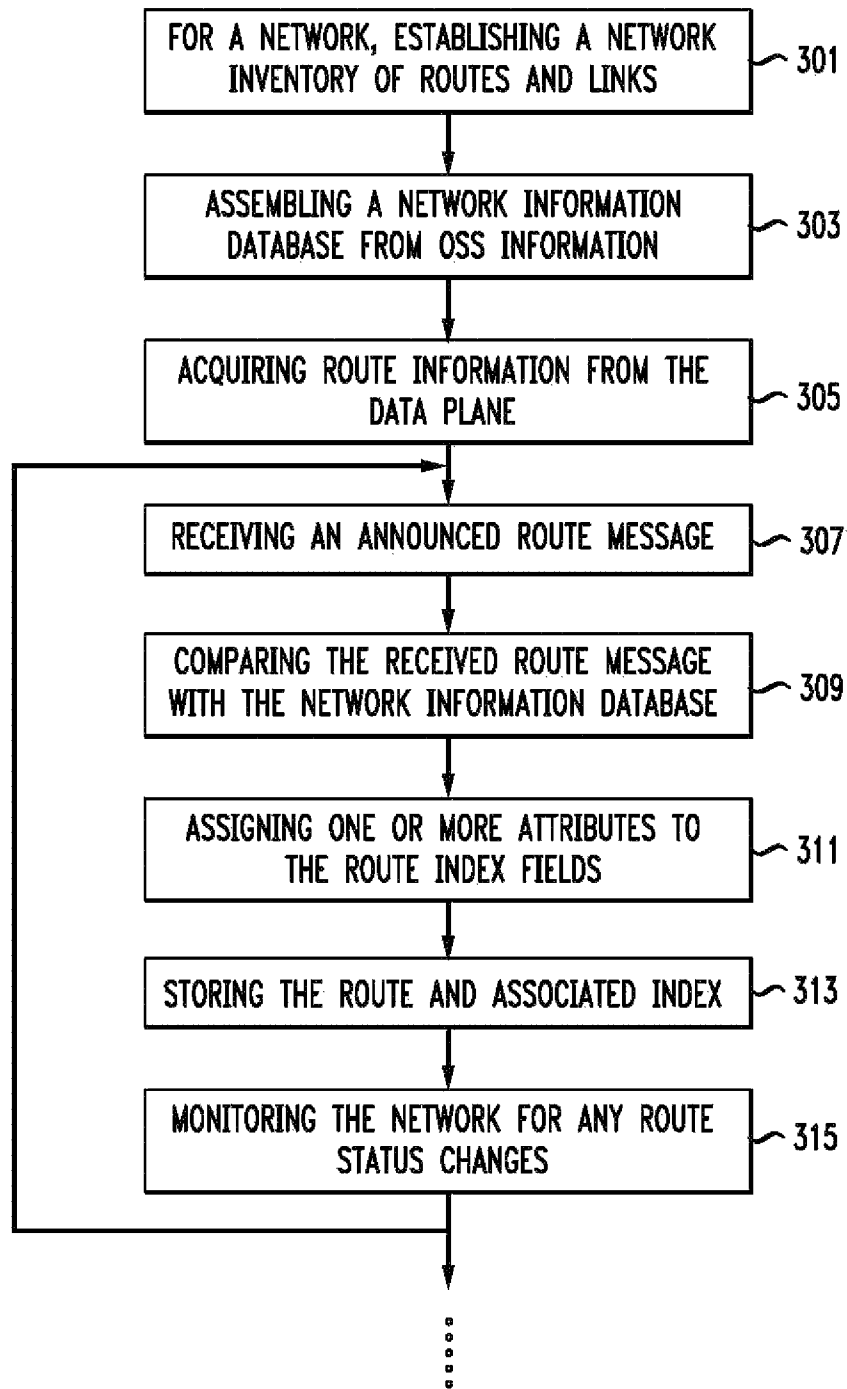 FOR A NETWORK, ESTABLISHING A NETWORK
INVENTORY OF ROUTES AND LINKS
301
ASSEMBLING A NETWORK INFORMATION
DATABASE FROM OSS INFORMATION
303
ACQUIRING ROUTE INFORMATION FROM THE
DATA PLANE
305
RECEIVING AN ANNOUNCED ROUTE MESSAGE
307
COMPARING THE RECEIVED ROUTE MESSAGE
WITH THE NETWORK INFORMATION DATABASE
309
ASSIGNING ONE OR MORE ATTRIBUTES TO
THE ROUTE INDEX FIELDS
311
STORING THE ROUTE AND ASSOCIATED INDEX
313
MONITORING THE NETWORK FOR ANY ROUTE
STATUS CHANGES
315